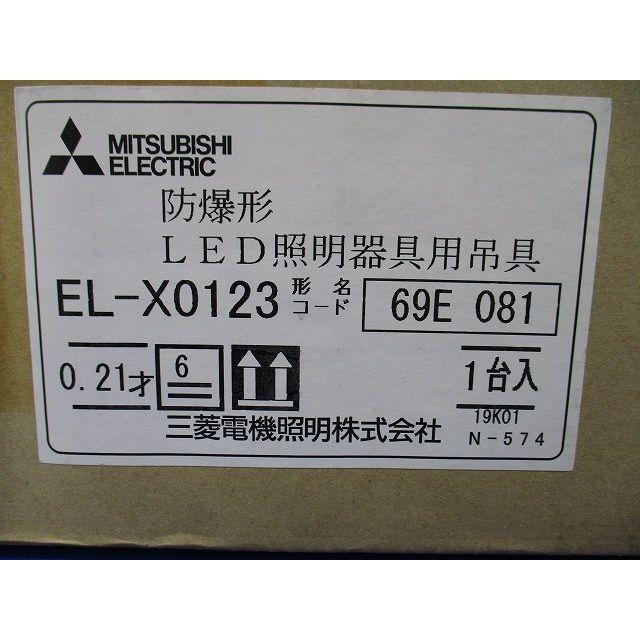 MITSUBISHI
ELECTRIC
防爆形
LED照明器具用吊具
EL-X0123 形名コード 69E 081
0.21才 6 1台入
三菱電機照明株式会社
19K01
N-574